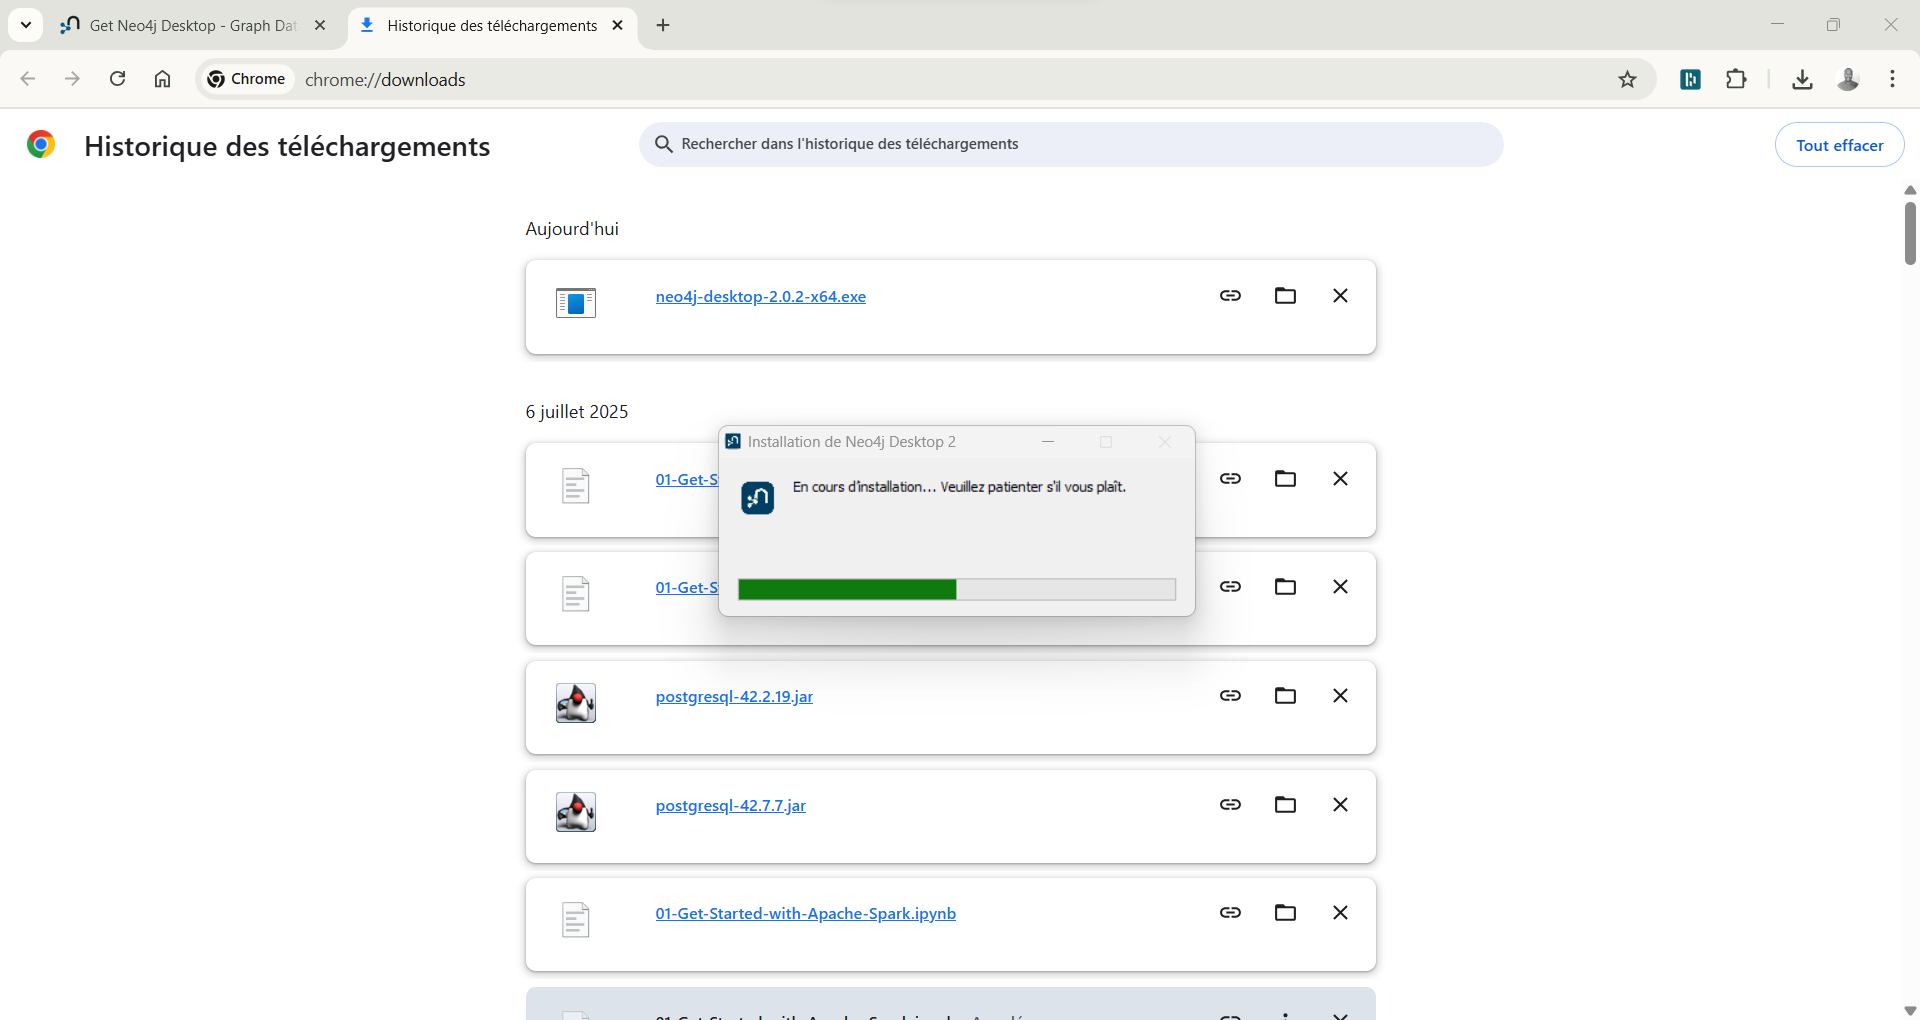 Get Neo4j Desktop - Graph Dat
Historique des téléchargements
Chrome
chrome://downloads
Historique des téléchargements
Rechercher dans l'historique des téléchargements
Tout effacer
Aujourd'hui
neo4j-desktop-2.0.2-x64.exe
6 juillet 2025
Installation de Neo4j Desktop 2
01-Get-S
En cours d'installation... Veuillez patienter s'il vous plaît.
01-Get-S
postgresql-42.2.19.jar
postgresql-42.7.7.jar
01-Get-Started-with-Apache-Spark.ipynb